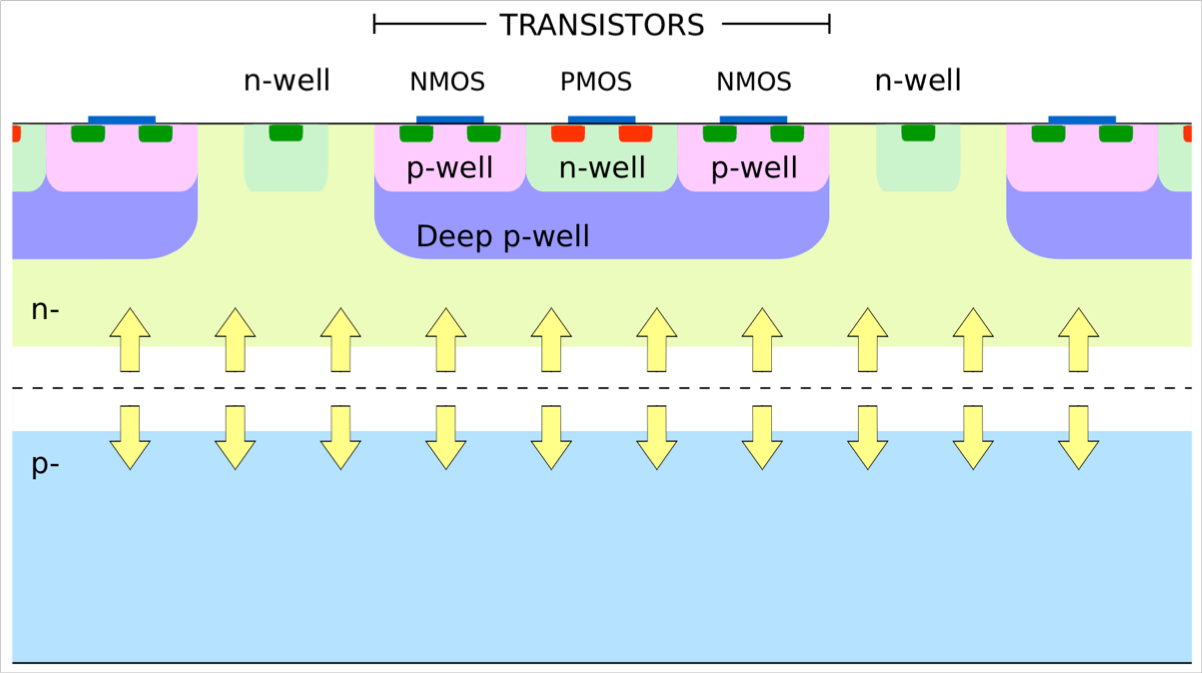 TRANSISTORS
n-well NMOS PMOS NMOS n-well
p-well n-well p-well
Deep p-well
n-
p-